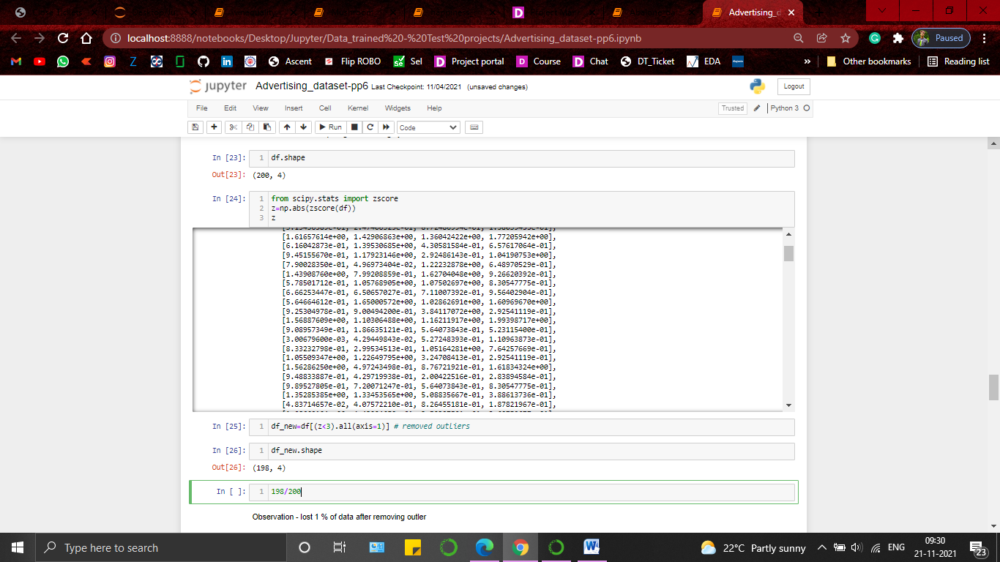 Advertising_d
localhost:8888/notebooks/Desktop/Jupyter/Data_trained%20-%20Test%20projects/Advertising_dataset-pp6.ipynb
Paused
Ascent Flip ROBO Sel Project portal Course Chat DT_Ticket EDA » Other bookmarks Reading list
jupyter Advertising_dataset-pp6 Last Checkpoint: 11/04/2021 (unsaved changes) Logout
File Edit View Insert Cell Kernel Widgets Help Trusted Python 3
Run Code
In [23]: 1 df.shape
Out[23]: (200, 4)
In [24]: 1 from scipy.stats import zscore
2 z=np.abs(zscore(df))
3 z
[1.61657614e+00, 1.42906863e+00, 1.36042422e+00, 1.77205942e+00],
[6.16042873e-01, 1.39530685e+00, 4.30581584e-01, 6.57617064e-01],
[9.45155670e-01, 1.17923146e+00, 2.92486143e-01, 1.04190753e+00],
[7.90028350e-01, 4.96973404e-02, 1.22232878e+00, 6.48970529e-01],
[1.43908760e+00, 7.99208859e-01, 1.62704048e+00, 9.26620392e-01],
[5.78501712e-01, 1.05768905e+00, 1.07502697e+00, 8.30547775e-01],
[6.66253447e-01, 6.50657027e-01, 7.11007392e-01, 9.56402904e-01],
[5.64664612e-01, 1.65000572e+00, 1.02862691e+00, 1.60969670e+00],
[9.25304978e-01, 9.00494200e-01, 3.84117072e+00, 2.92541119e-01],
[1.56887609e+00, 1.10306488e+00, 1.16211917e+00, 1.99398717e+00],
[9.08957349e-01, 1.86635121e-01, 5.64073843e-01, 5.23115400e-01],
[3.00679600e-03, 4.29449843e-02, 5.27248393e-01, 1.10963873e-01],
[8.33232798e-01, 2.99534513e-01, 1.05164281e+00, 7.64257669e-01],
[1.05509347e+00, 1.22649795e+00, 3.24708413e-01, 2.92541119e-01],
[1.56286250e+00, 4.97243498e-01, 8.76721921e-01, 1.61834324e+00],
[9.48833887e-01, 4.29719938e-01, 2.00422516e-01, 2.83894584e-01],
[9.89527805e-01, 7.20071247e-01, 5.64073843e-01, 8.30547775e-01],
[1.35285385e+00, 1.33453565e+00, 5.08835667e-01, 3.88613736e-01],
[4.83714657e-02, 4.07572210e-01, 8.26455181e-01, 1.87821967e-01],
In [25]: 1 df_new=df[(z<3).all(axis=1)] # removed outliers
In [26]: 1 df_new.shape
Out[26]: (198, 4)
In [ ]: 1 198/200
Observation - lost 1 % of data after removing outler
Type here to search
22°C Partly sunny ENG 09:30
21-11-2021 23